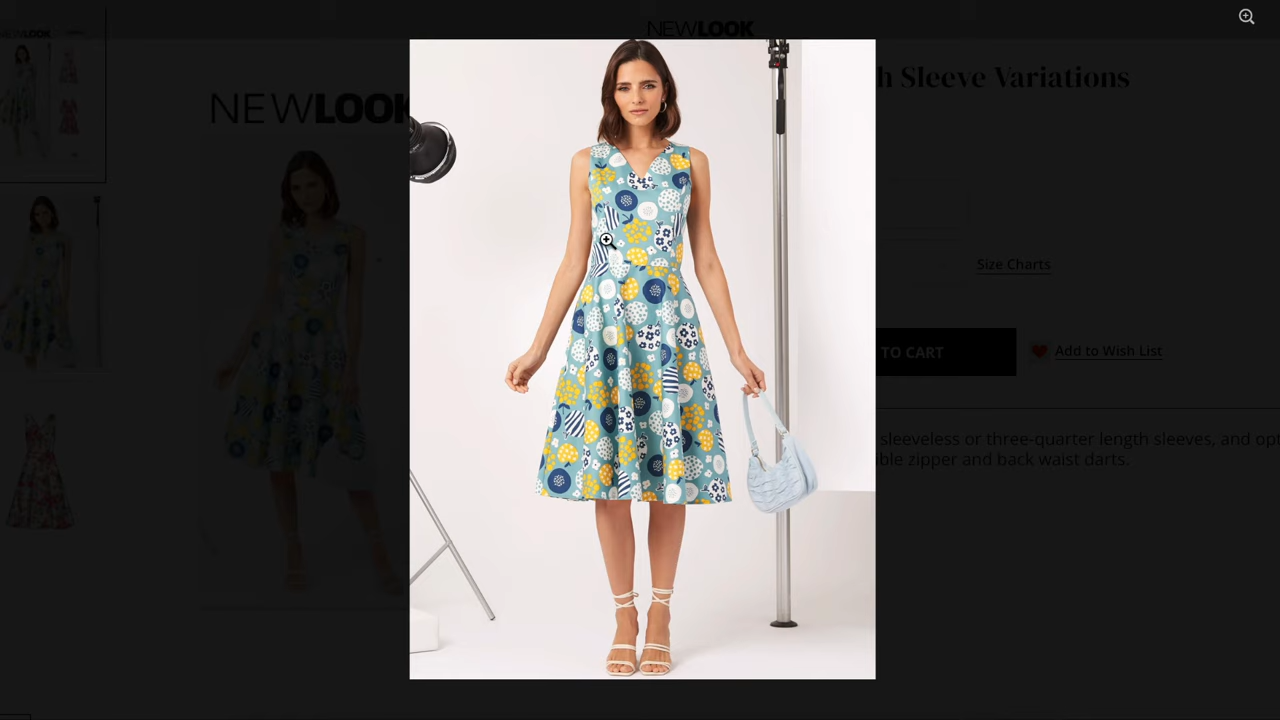 NEWLOOK
NEWLOOK
h Sleeve Variations
Size Charts
TO CART
Add to Wish List
sleeveless or three-quarter length sleeves, and op
ble zipper and back waist darts.